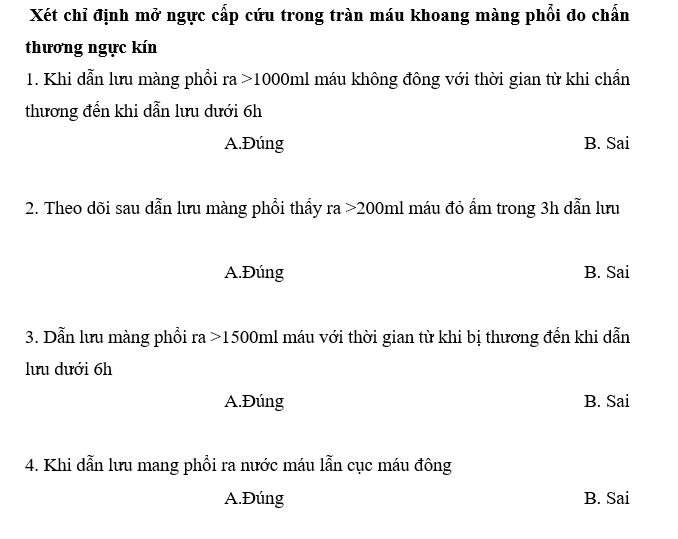 Xét chỉ định mở ngực cấp cứu trong tràn máu khoang màng phổi do chấn
thương ngực kín
1. Khi dẫn lưu màng phổi ra >1000ml máu không đông với thời gian từ khi chấn
thương đến khi dẫn lưu dưới 6h
A.Đúng B. Sai
2. Theo dõi sau dẫn lưu màng phổi thấy ra >200ml máu đỏ ấm trong 3h dẫn lưu
A.Đúng B. Sai
3. Dẫn lưu màng phổi ra >1500ml máu với thời gian từ khi bị thương đến khi dẫn
lưu dưới 6h
A.Đúng B. Sai
4. Khi dẫn lưu mang phổi ra nước máu lẫn cục máu đông
A.Đúng B. Sai